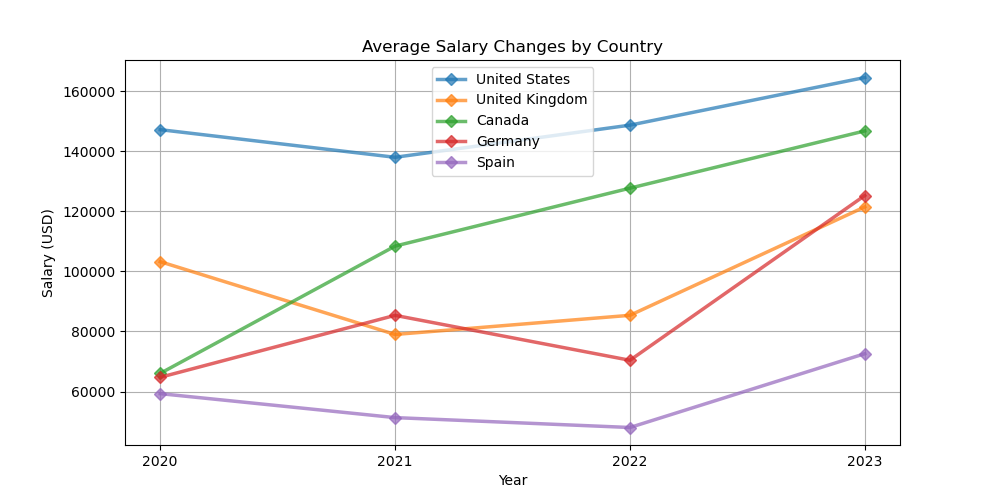 Average Salary Changes by Country
United States
United Kingdom
Canada
Germany
Spain
Salary (USD)
160000
140000
120000
100000
80000
60000
2020
2021
2022
2023
Year